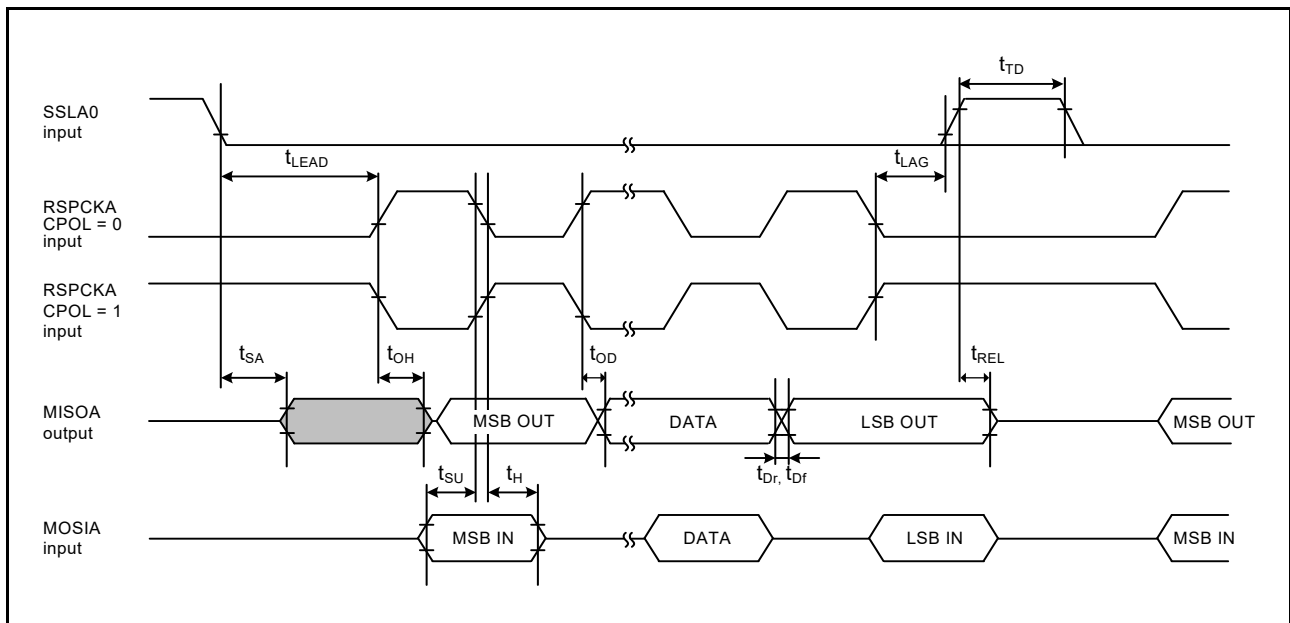 tTD
SSLA0
input
tLEAD
tLAG
RSPCKA
CPOL = 0
input
RSPCKA
CPOL = 1
input
tSA
tOH
tOD
tREL
MISOA
output
MSB OUT
DATA
LSB OUT
MSB OUT
tSU
tH
tDr, tDf
MOSIA
input
MSB IN
DATA
LSB IN
MSB IN